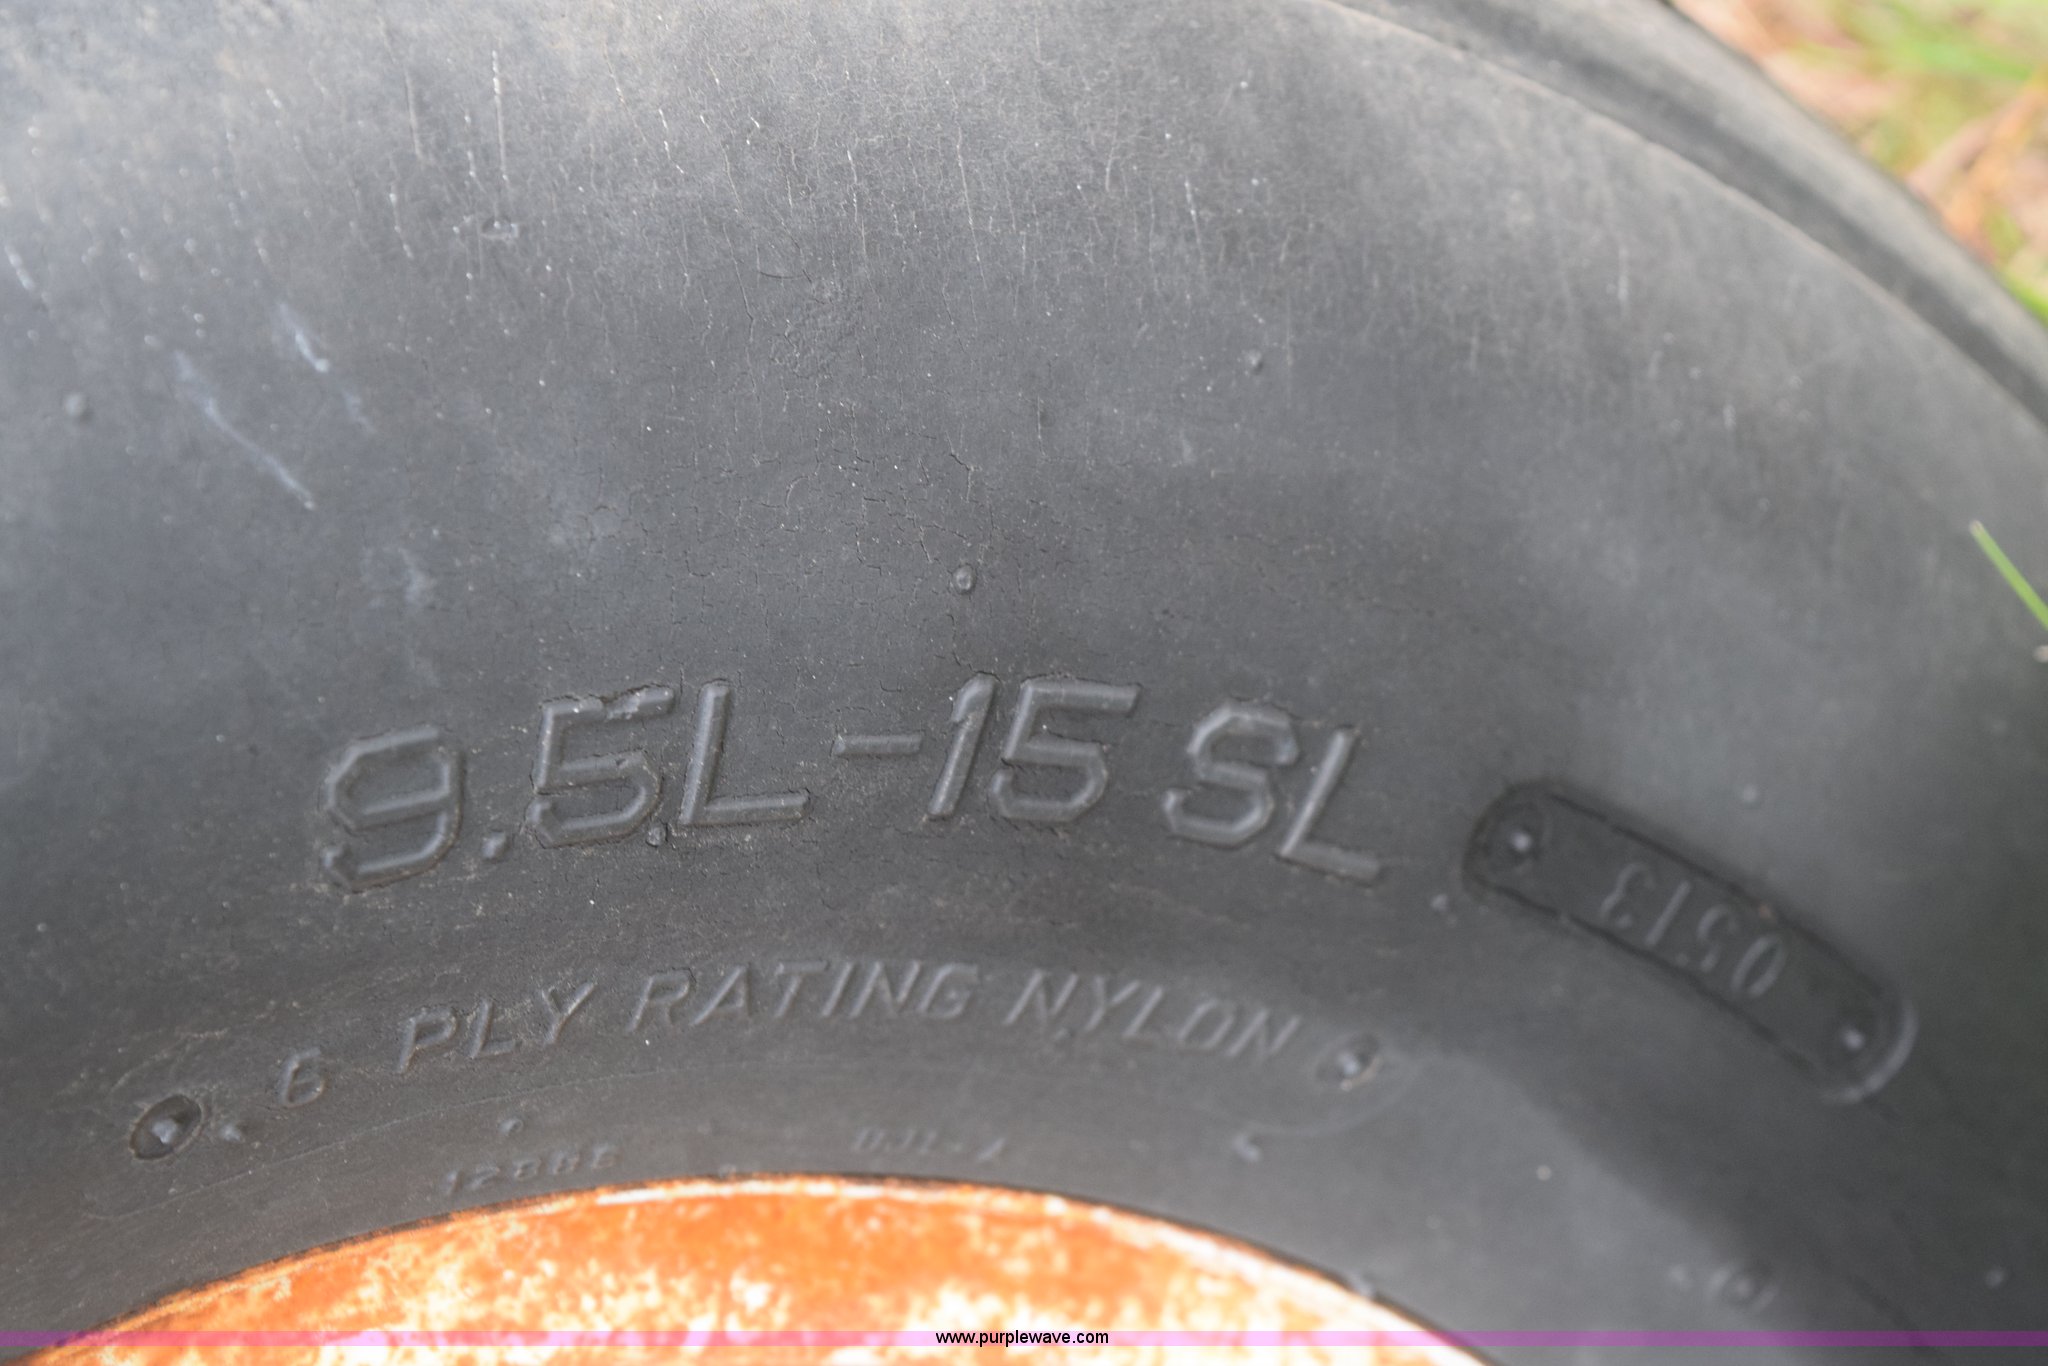 9.5L-15 SL
0513
6 PLY RATING NYLON
www.purplewave.com